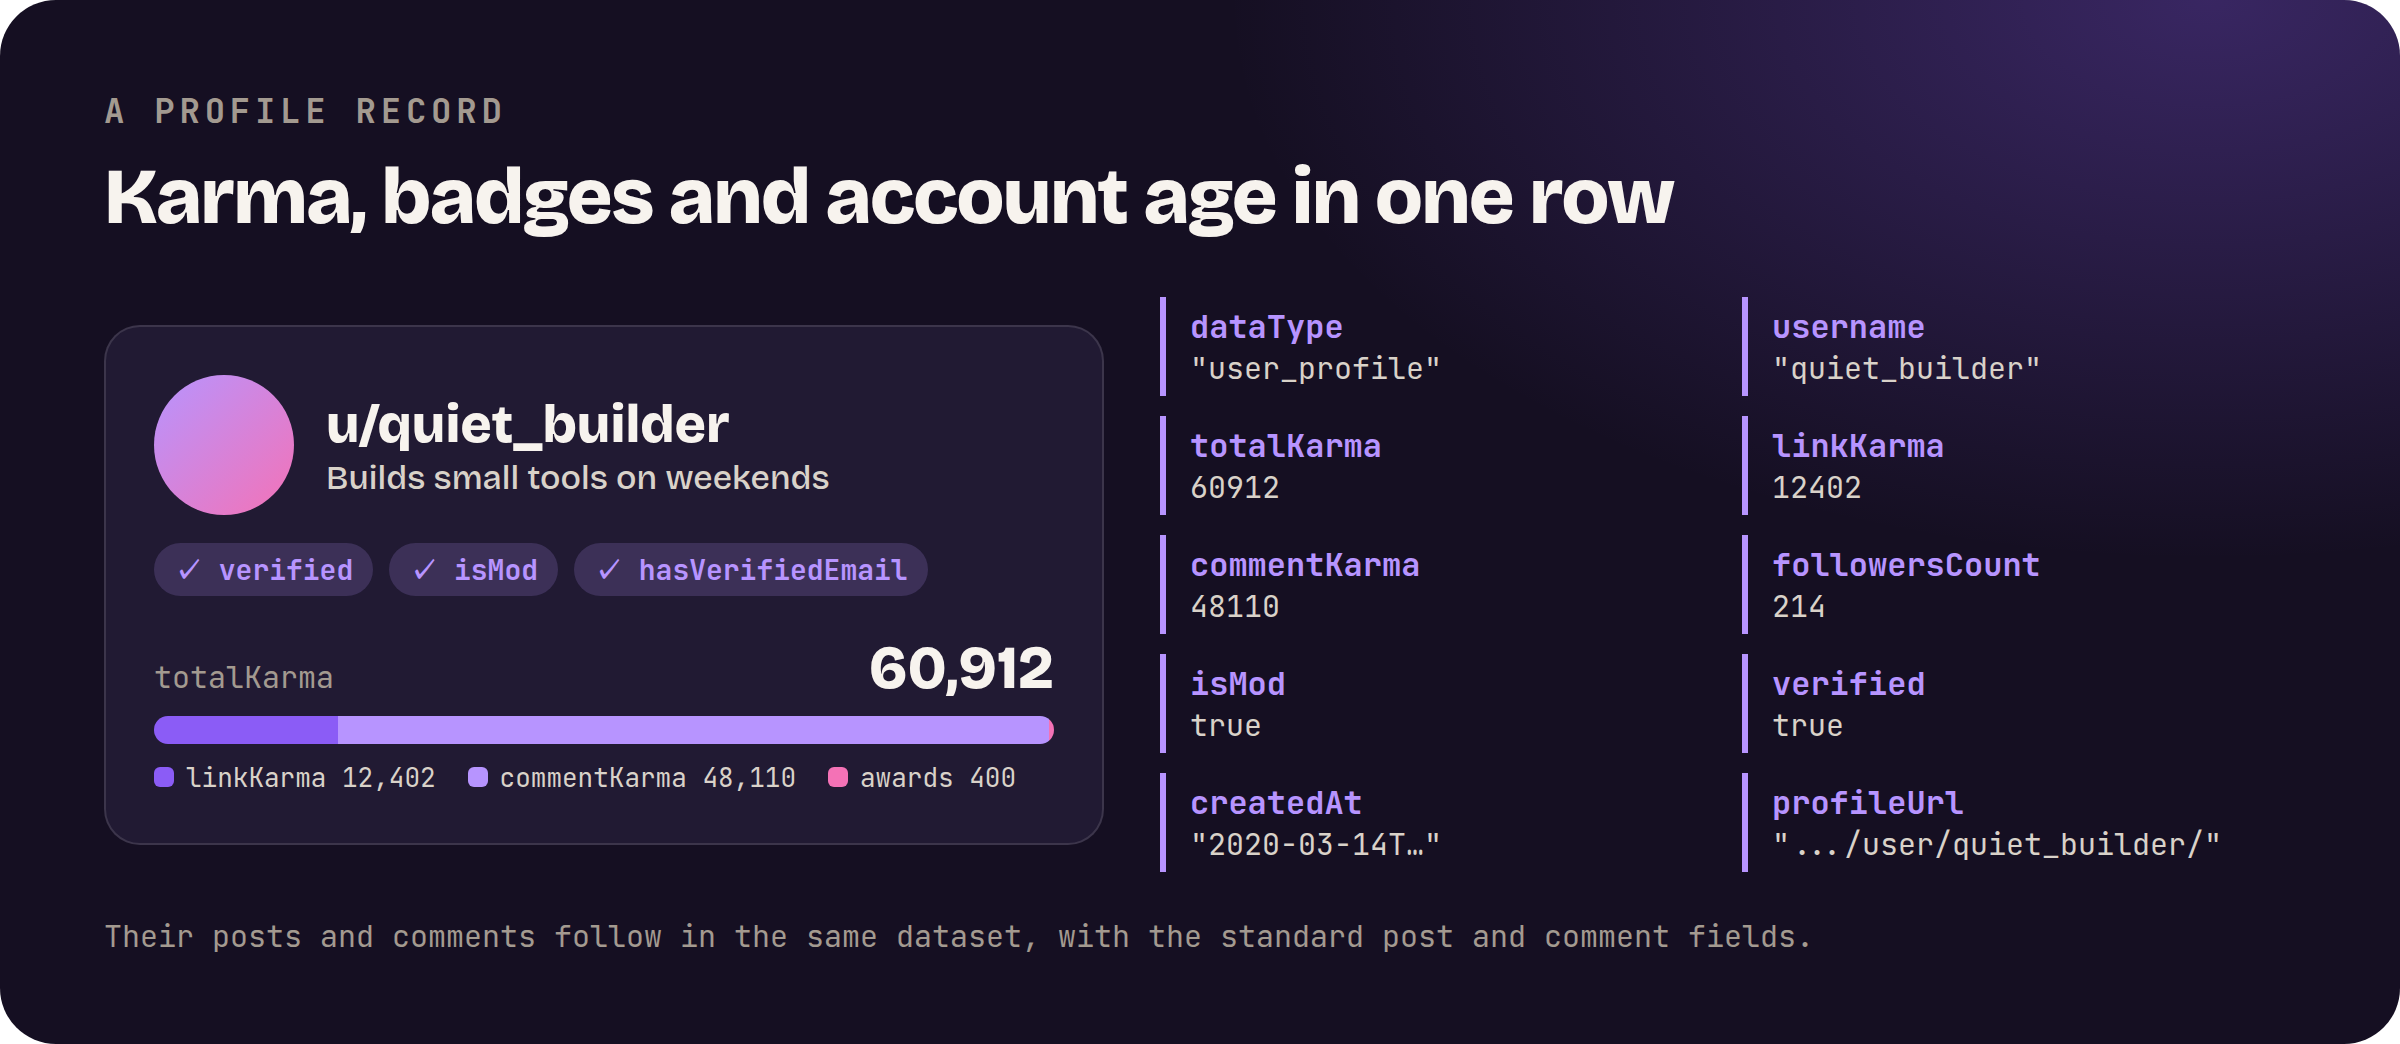 A PROFILE RECORD
Karma, badges and account age in one row
u/quiet_builder
Builds small tools on weekends
✓ verified ✓ isMod ✓ hasVerifiedEmail
totalKarma 60,912
linkKarma 12,402 commentKarma 48,110 awards 400
dataType
"user_profile"
username
"quiet_builder"
totalKarma
60912
linkKarma
12402
commentKarma
48110
followersCount
214
isMod
true
verified
true
createdAt
"2020-03-14T…"
profileUrl
".../user/quiet_builder/"
Their posts and comments follow in the same dataset, with the standard post and comment fields.